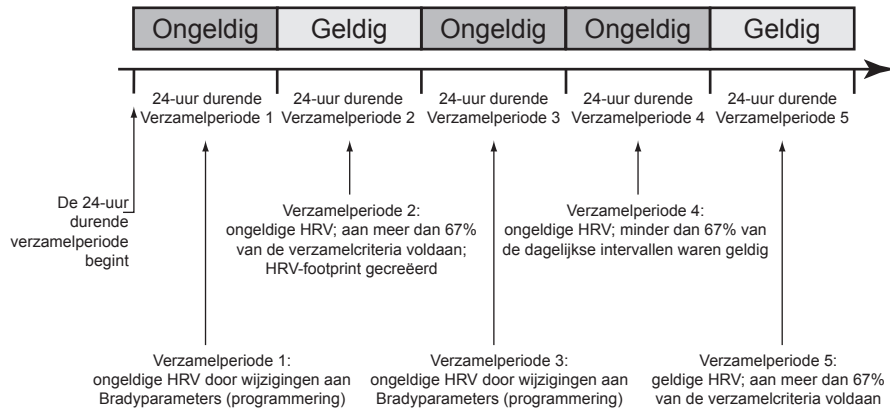 Ongeldig Geldig Ongeldig Ongeldig Geldig
24-uur durende
Verzamelperiode 1
24-uur durende
Verzamelperiode 2
24-uur durende
Verzamelperiode 3
24-uur durende
Verzamelperiode 4
24-uur durende
Verzamelperiode 5
De 24-uur
durende
verzamelperiode
begint
Verzamelperiode 2:
ongeldige HRV; aan meer dan 67%
van de verzamelcriteria voldaan;
HRV-footprint gecreëerd
Verzamelperiode 4:
ongeldige HRV; minder dan 67% van
de dagelijkse intervallen waren geldig
Verzamelperiode 1:
ongeldige HRV door wijzigingen aan
Bradyparameters (programmering)
Verzamelperiode 3:
ongeldige HRV door wijzigingen aan
Bradyparameters (programmering)
Verzamelperiode 5:
geldige HRV; aan meer dan 67%
van de verzamelcriteria voldaan